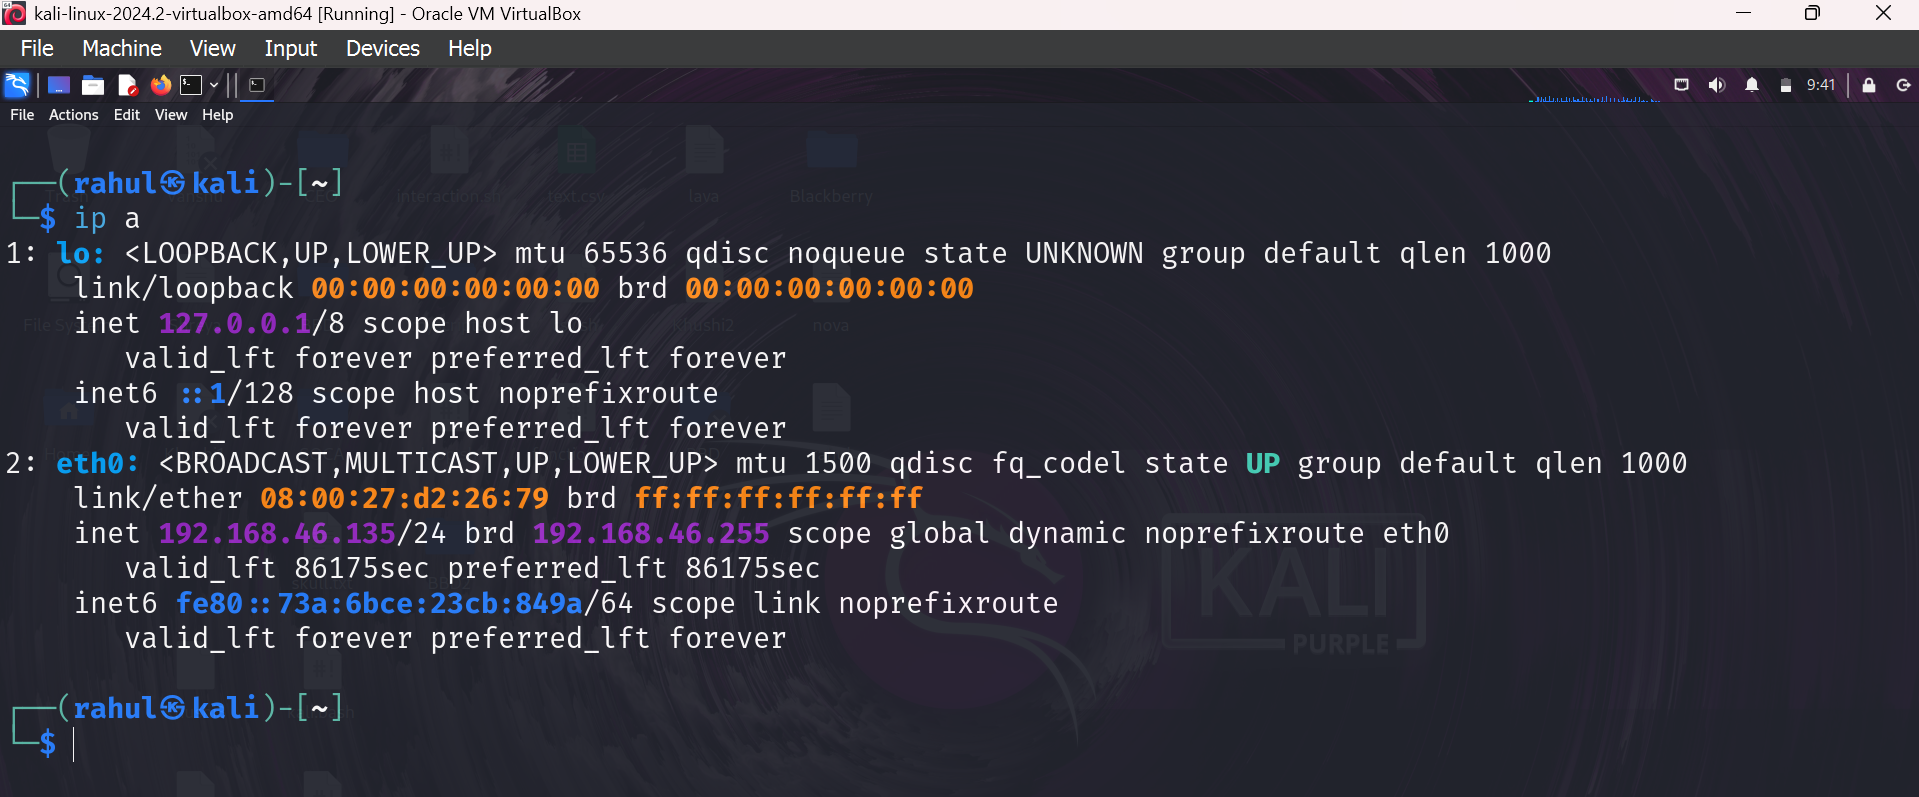 kali-linux-2024.2-virtualbox-amd64 [Running] - Oracle VM VirtualBox
File Machine View Input Devices Help
9:41
File Actions Edit View Help
┌──(rahul㉿kali)-[~]
└─$ ip a
1: lo: <LOOPBACK,UP,LOWER_UP> mtu 65536 qdisc noqueue state UNKNOWN group default qlen 1000
    link/loopback 00:00:00:00:00:00 brd 00:00:00:00:00:00
    inet 127.0.0.1/8 scope host lo
       valid_lft forever preferred_lft forever
    inet6 ::1/128 scope host noprefixroute
       valid_lft forever preferred_lft forever
2: eth0: <BROADCAST,MULTICAST,UP,LOWER_UP> mtu 1500 qdisc fq_codel state UP group default qlen 1000
    link/ether 08:00:27:d2:26:79 brd ff:ff:ff:ff:ff:ff
    inet 192.168.46.135/24 brd 192.168.46.255 scope global dynamic noprefixroute eth0
       valid_lft 86175sec preferred_lft 86175sec
    inet6 fe80::73a:6bce:23cb:849a/64 scope link noprefixroute
       valid_lft forever preferred_lft forever
┌──(rahul㉿kali)-[~]
└─$
text.csv
java
Blackberry
nova
KALI
PURPLE